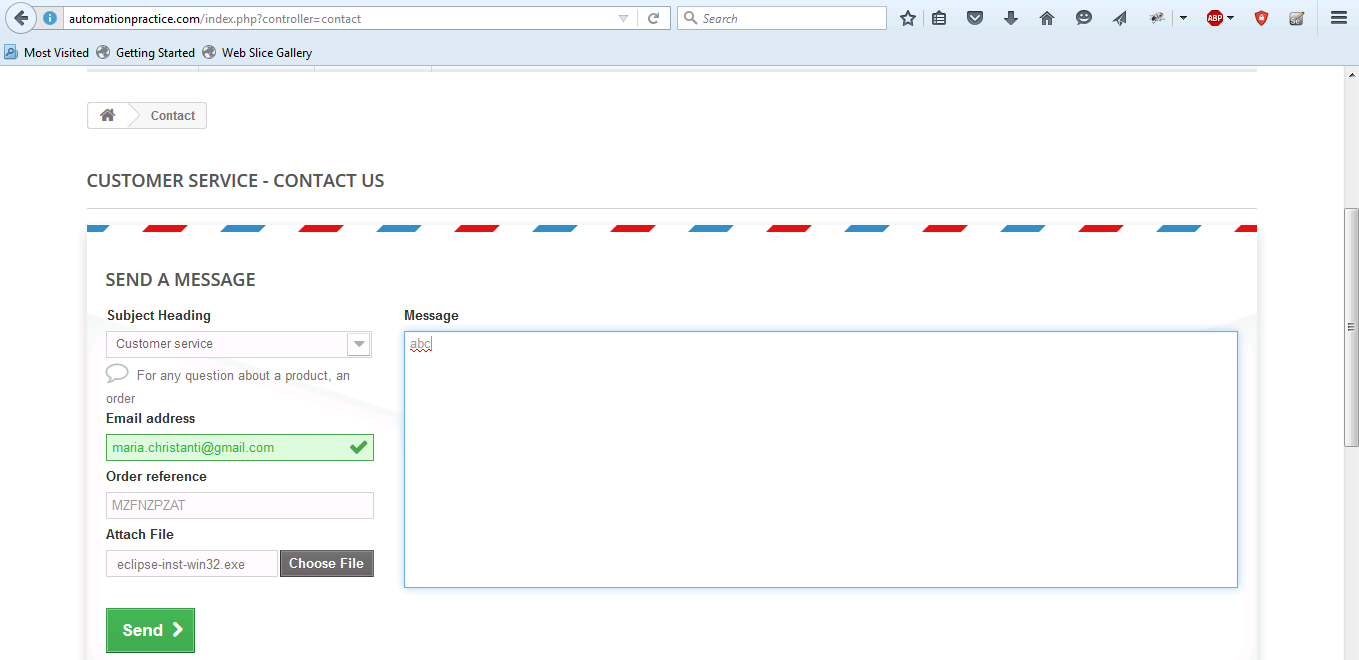 automationpractice.com/index.php?controller=contact
Search
ABP
Most Visited Getting Started Web Slice Gallery
Contact
CUSTOMER SERVICE - CONTACT US
SEND A MESSAGE
Subject Heading
Customer service
For any question about a product, an
order
Email address
maria.christanti@gmail.com
Order reference
MZFNZPZAT
Attach File
eclipse-inst-win32.exe Choose File
Send
Message
abc